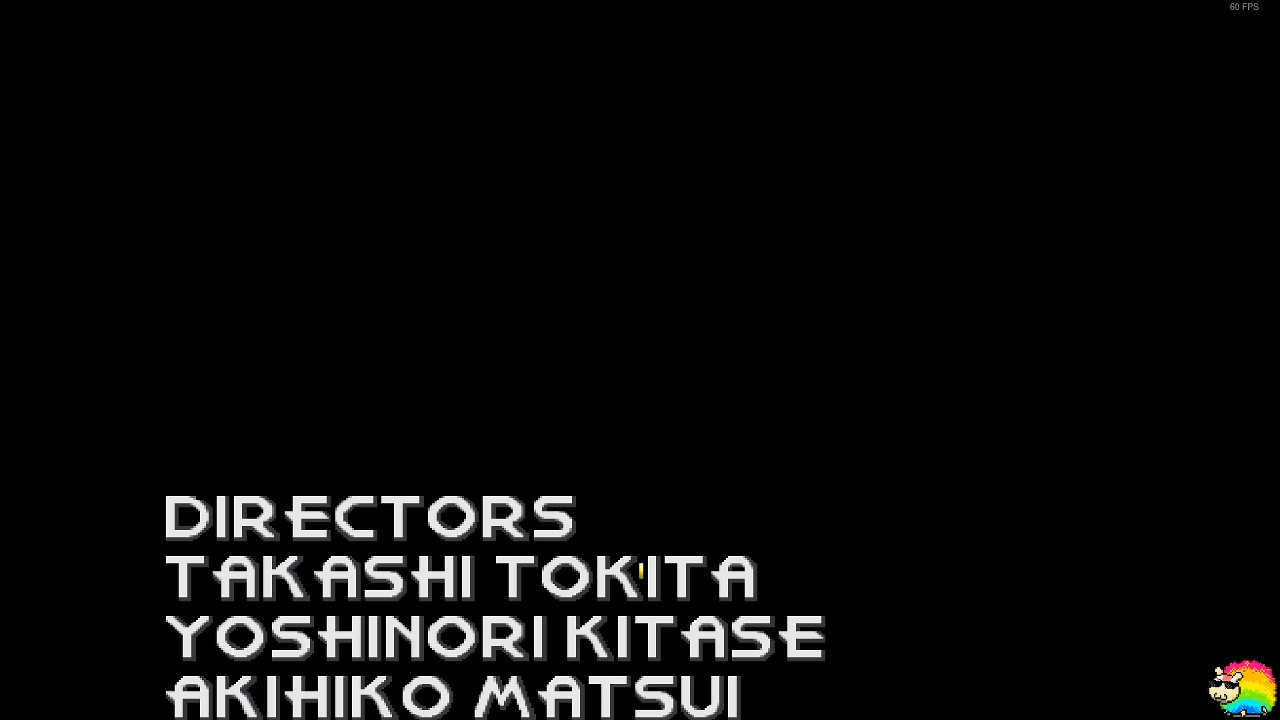 60 FPS
DIRECTORS
TAKASHI TOKITA
YOSHINORI KITASE
AKIHIKO MATSUI